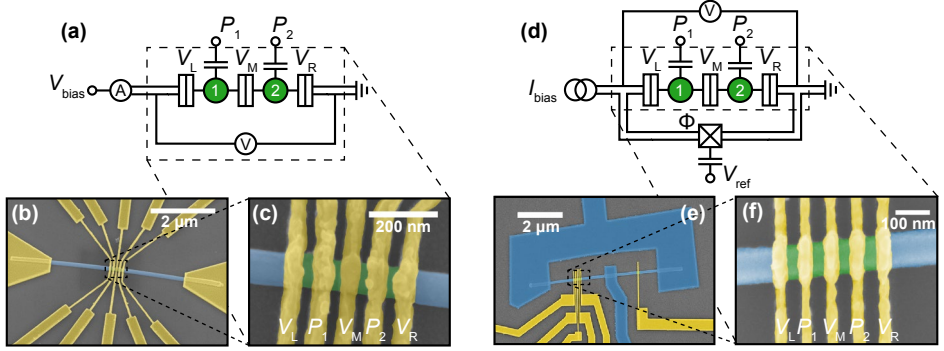 (a)
P1 P2
VL VM VR
Vbias A 1 2
V
(b)
2 μm
(c)
200 nm
VL P1 VM P2 VR
(d)
V
P1 P2
VL VM VR
Ibias 1 2
Φ
Vref
2 μm
(e)
(f)
100 nm
VL P1 VM P2 VR